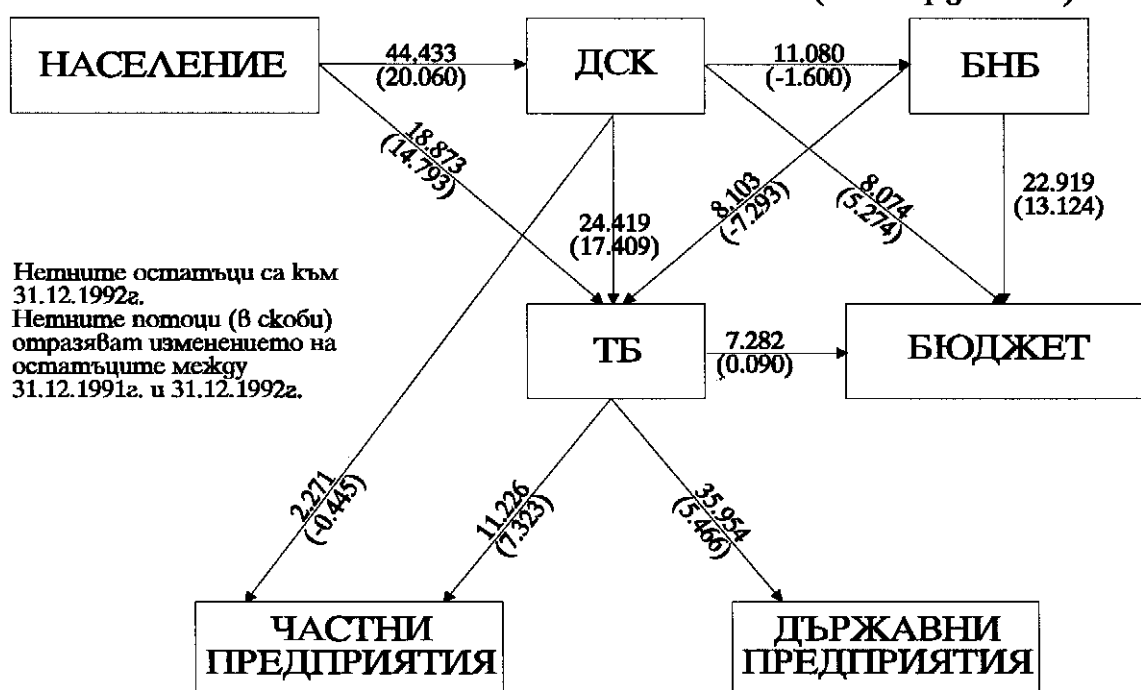 НАСЕЛЕНИЕ
44.433
(20.060)
ДСК
11.080
(-1.600)
БНБ
18.873
(14.793)
24.419
(17.409)
8.103
(-7.293)
8.074
(5.274)
22.919
(13.124)
Нетните остатъци са към
31.12.1992г.
Нетните потоци (в скоби)
отразяват изменението на
остатъците между
31.12.1991г. и 31.12.1992г.
ТБ
7.282
(0.090)
БЮДЖЕТ
2.271
(-0.445)
11.226
(7.323)
35.954
(5.466)
ЧАСТНИ
ПРЕДПРИЯТИЯ
ДЪРЖАВНИ
ПРЕДПРИЯТИЯ